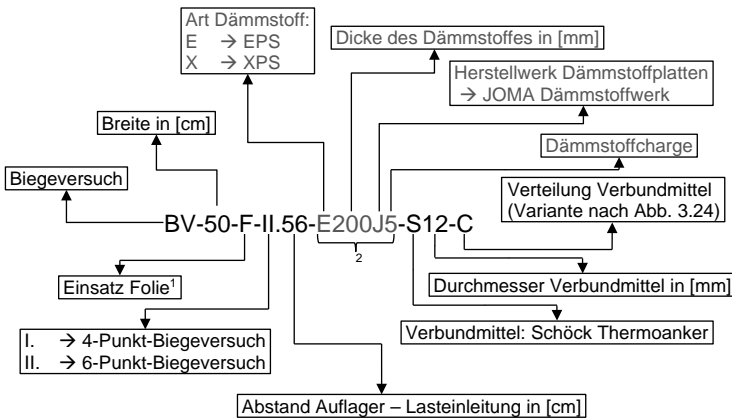 Art Dämmstoff:
E → EPS
X → XPS
Dicke des Dämmstoffes in [mm]
Herstellwerk Dämmstoffplatten
→ JOMA Dämmstoffwerk
Breite in [cm]
Dämmstoffcharge
Biegeversuch
Verteilung Verbundmittel
(Variante nach Abb. 3.24)
BV-50-F-II.56-E200J5-S12-C
2
Einsatz Folie¹
Durchmesser Verbundmittel in [mm]
I. → 4-Punkt-Biegeversuch
II. → 6-Punkt-Biegeversuch
Verbundmittel: Schöck Thermoanker
Abstand Auflager – Lasteinleitung in [cm]